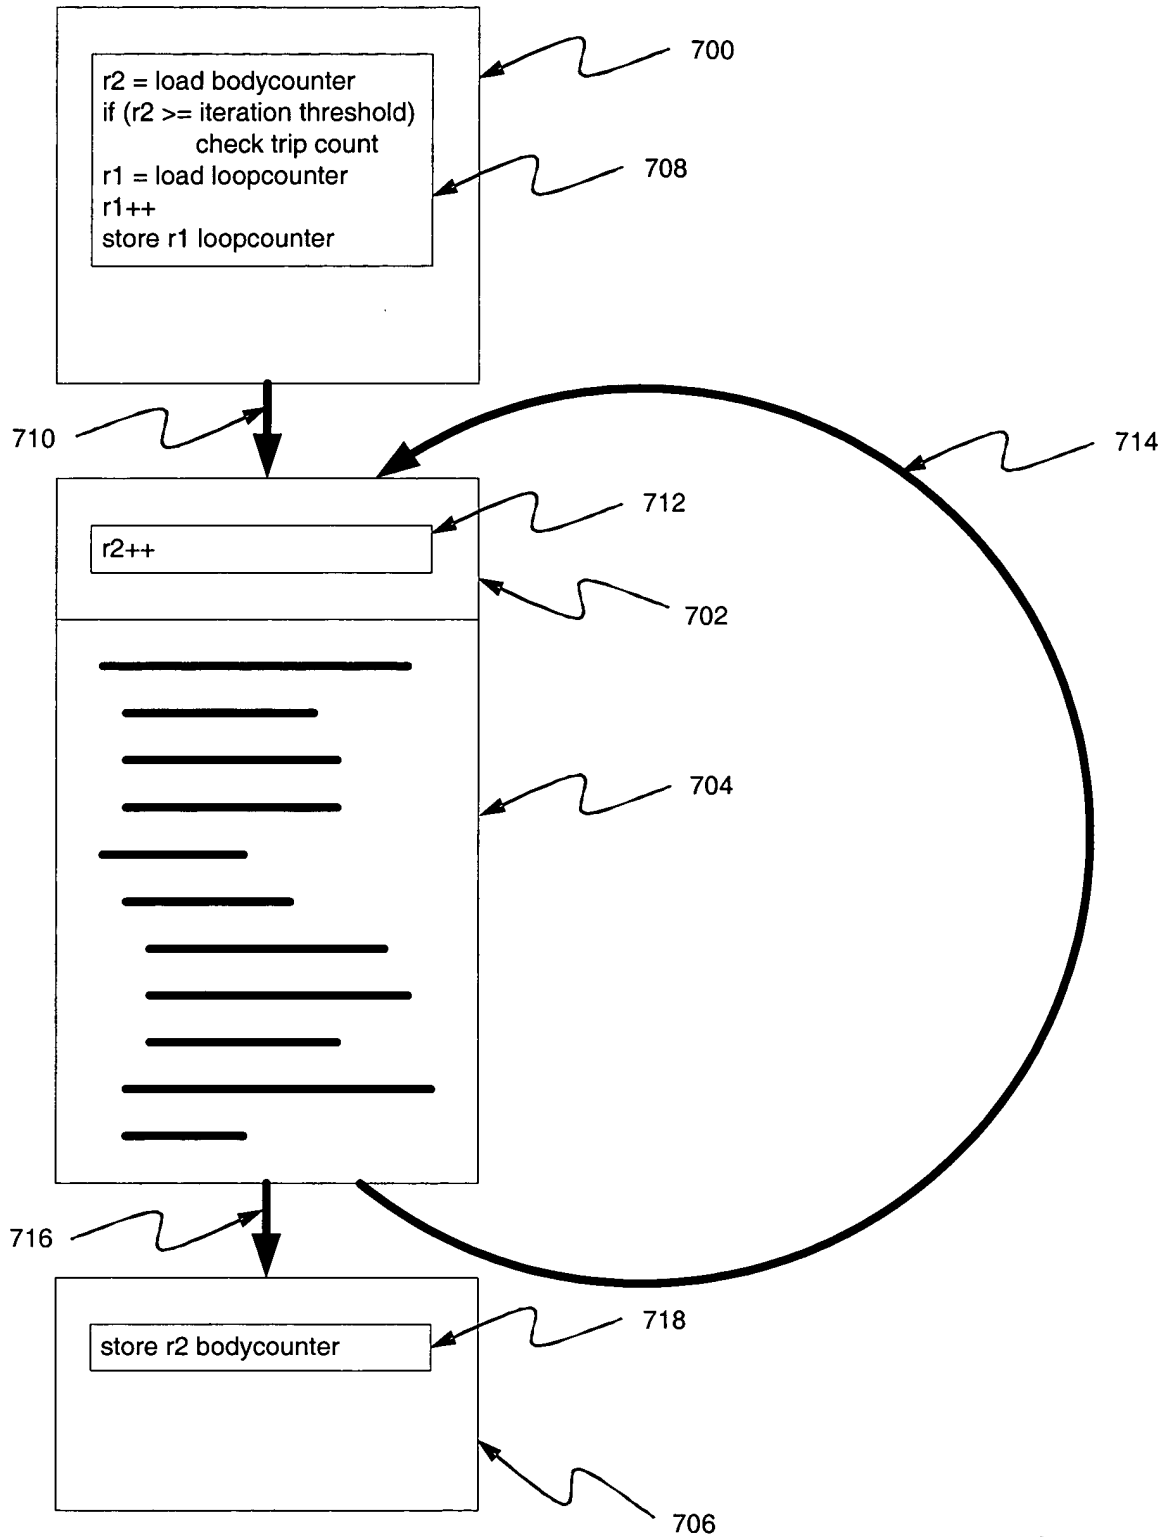 700
r2 = load bodycounter
if (r2 >= iteration threshold)
check trip count
708
r1 = load loopcounter
r1++
store r1 loopcounter
710
714
712
r2++
702
704
716
718
store r2 bodycounter
706